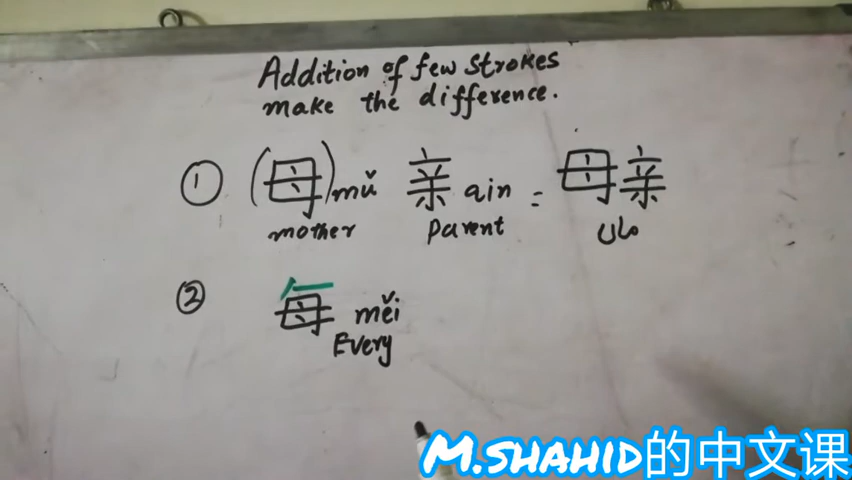 Addition of few strokes
make the difference.
① (母) mǔ 亲 qin = 母亲
mother parent ماں
② 每 měi
Every
M.SHAHID的中文课